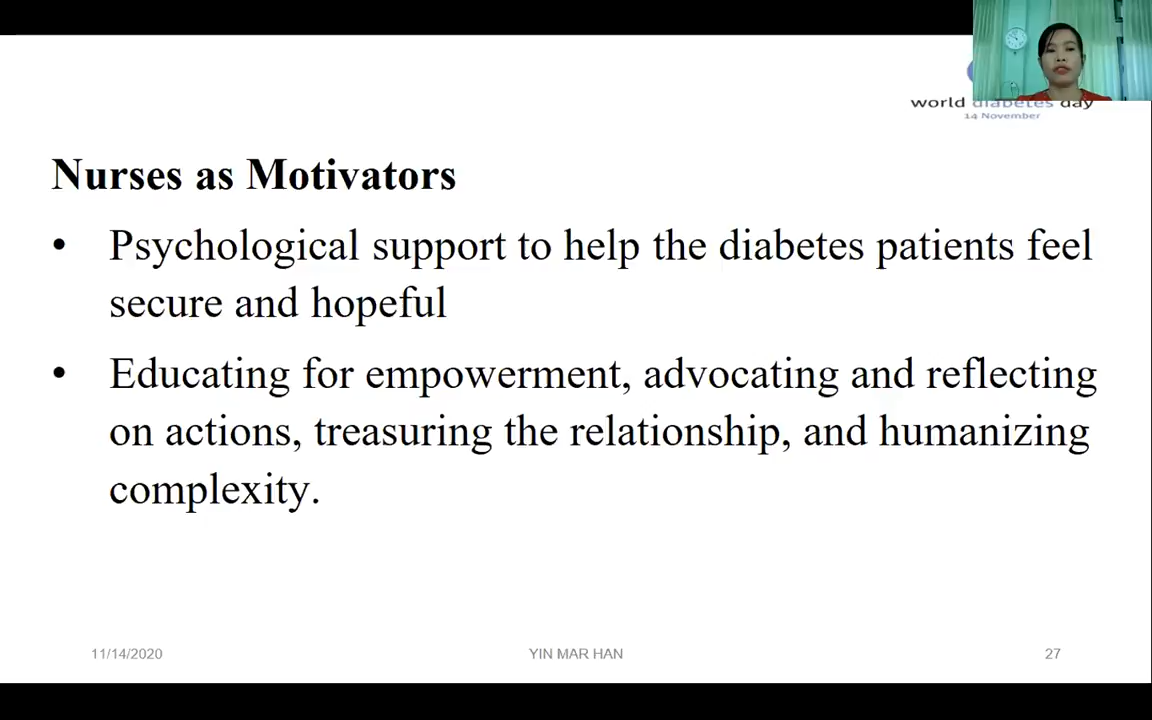 world diabetes day
14 November
Nurses as Motivators
• Psychological support to help the diabetes patients feel
secure and hopeful
• Educating for empowerment, advocating and reflecting
on actions, treasuring the relationship, and humanizing
complexity.
11/14/2020 YIN MAR HAN 27